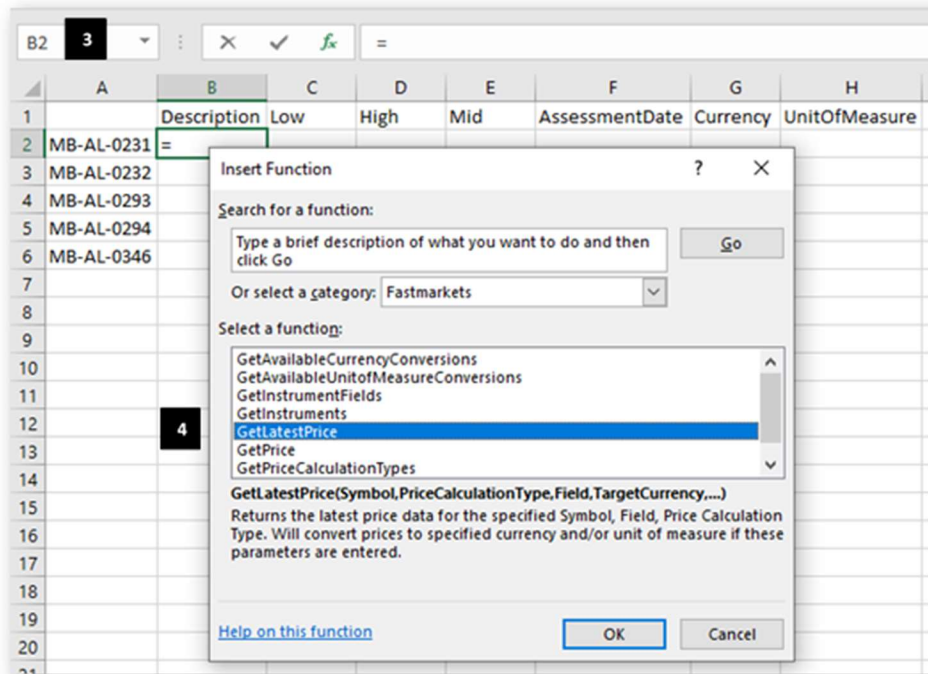 B2 3 fx =
A B C D E F G H
1 Description Low High Mid AssessmentDate Currency UnitOfMeasure
2 MB-AL-0231 =
3 MB-AL-0232
4 MB-AL-0293
5 MB-AL-0294
6 MB-AL-0346
7
8
9
10
11
12
13
14
15
16
17
18
19
20
21
Insert Function ? X
Search for a function:
Type a brief description of what you want to do and then
click Go
Go
Or select a category: Fastmarkets
Select a function:
GetAvailableCurrencyConversions
GetAvailableUnitofMeasureConversions
GetInstrumentFields
GetInstruments
4
GetLatestPrice
GetPrice
GetPriceCalculationTypes
GetLatestPrice(Symbol,PriceCalculationType,Field,TargetCurrency,...)
Returns the latest price data for the specified Symbol, Field, Price Calculation
Type. Will convert prices to specified currency and/or unit of measure if these
parameters are entered.
Help on this function
OK
Cancel